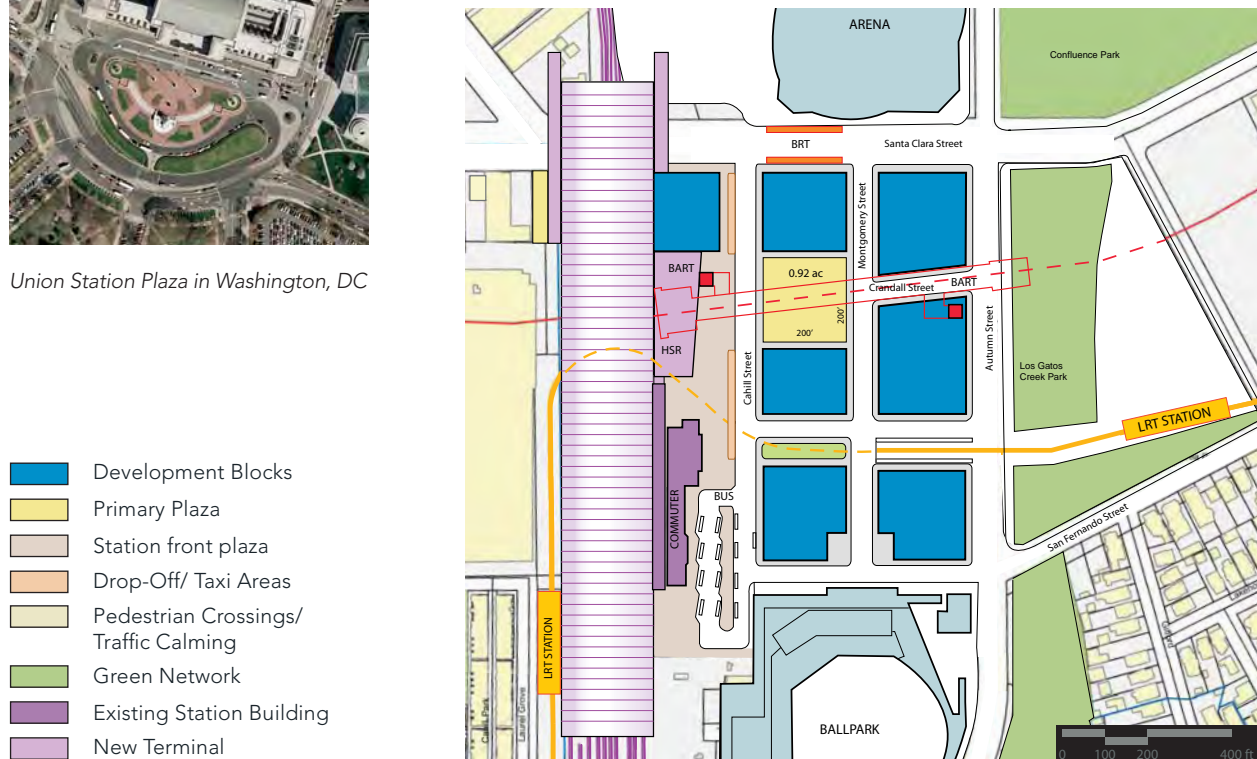 Union Station Plaza in Washington, DC
Development Blocks
Primary Plaza
Station front plaza
Drop-Off/ Taxi Areas
Pedestrian Crossings/
Traffic Calming
Green Network
Existing Station Building
New Terminal
ARENA
Confluence Park
BRT
Santa Clara Street
Montgomery Street
BART
0.92 ac
Crandall Street
BART
200'
200'
HSR
Cahill Street
Autumn Street
Los Gatos
Creek Park
LRT STATION
BUS
COMMUTER
San Fernando Street
LRT STATION
Laurel Grove
BALLPARK
0 100 200 400 ft